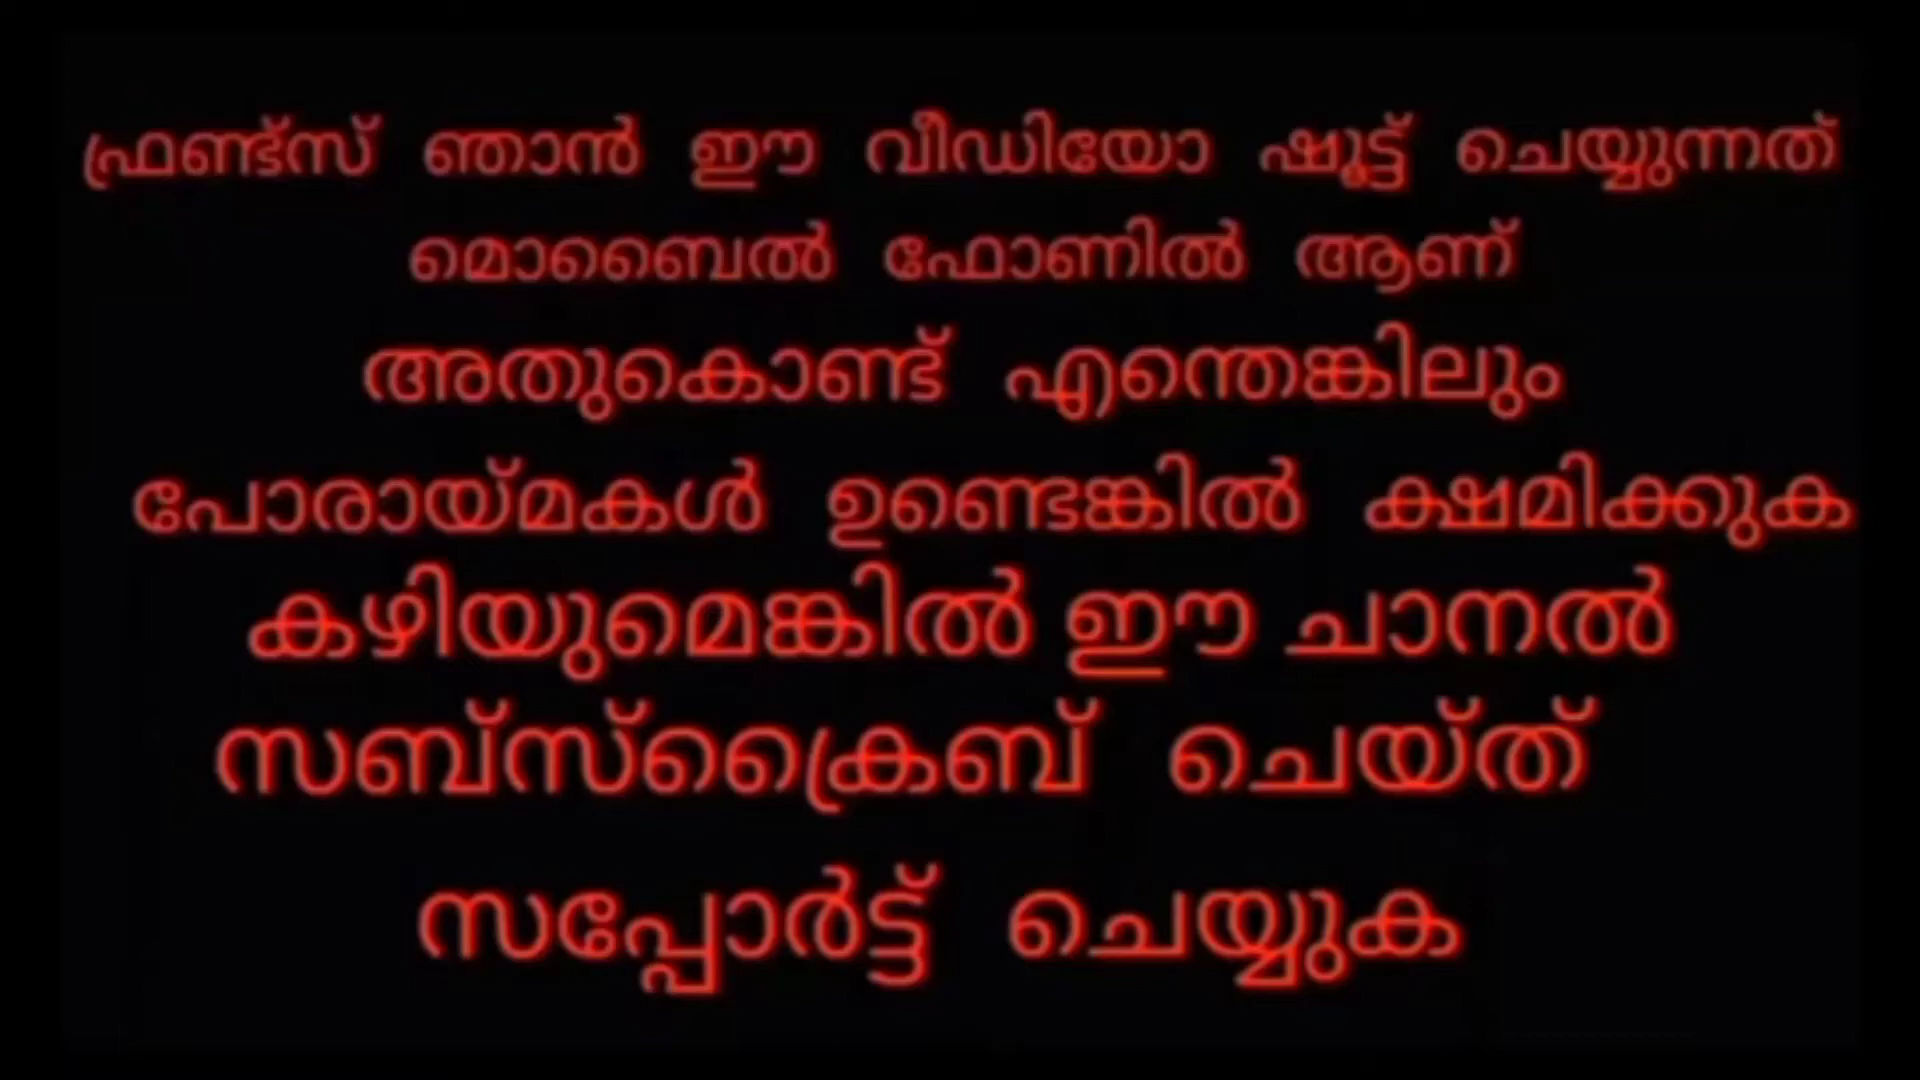 ഫ്രണ്ട്സ് ഞാൻ ഈ വീഡിയോ ഷൂട്ട് ചെയ്യുന്നത്
മൊബൈൽ ഫോണിൽ ആണ്
അതുകൊണ്ട് എന്തെങ്കിലും
പോരായ്മകൾ ഉണ്ടെങ്കിൽ ക്ഷമിക്കുക
കഴിയുമെങ്കിൽ ഈ ചാനൽ
സബ്സ്ക്രൈബ് ചെയ്ത്
സപ്പോർട്ട് ചെയ്യുക